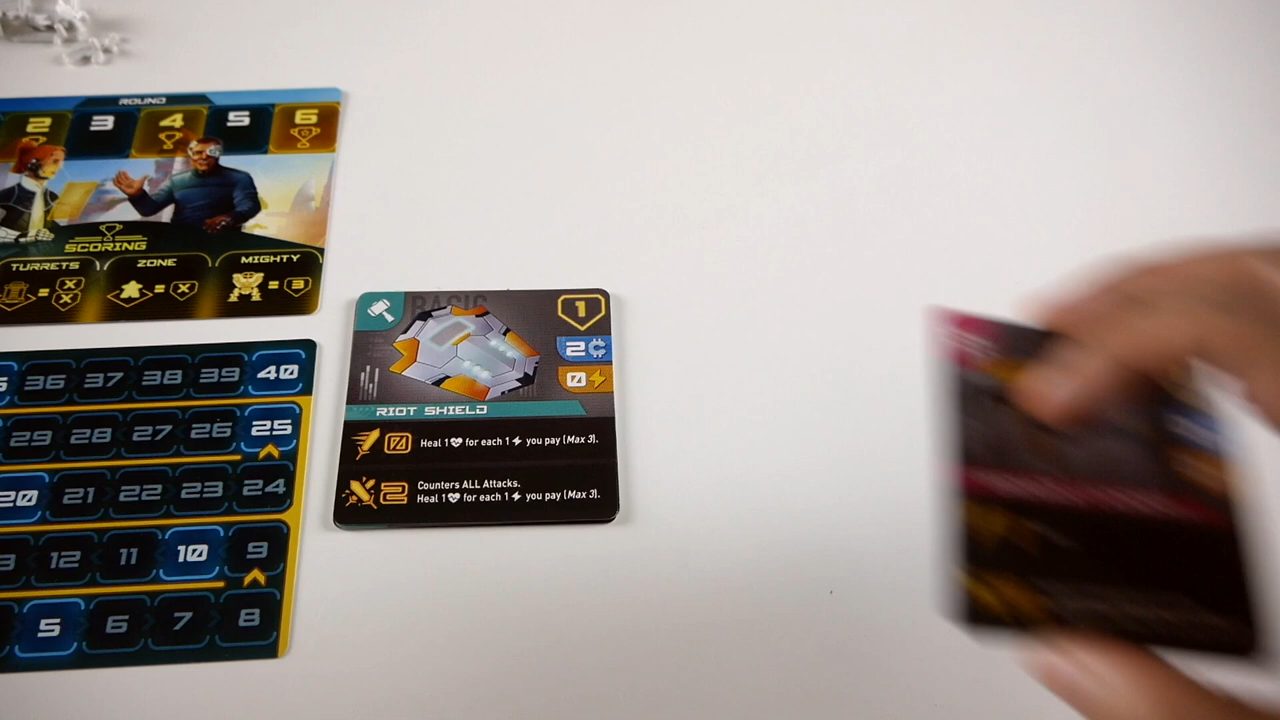 ROUND
2 3 4 5 6
SCORING
TURRETS ZONE MIGHTY
= X X = X = 3
36 37 38 39 40
29 28 27 26 25
20 21 22 23 24
12 11 10 9
5 6 7 8
BASIC
1
2
0
RIOT SHIELD
Heal 1 for each 1 you pay (Max 3).
2 Counters ALL Attacks.
Heal 1 for each 1 you pay (Max 3).